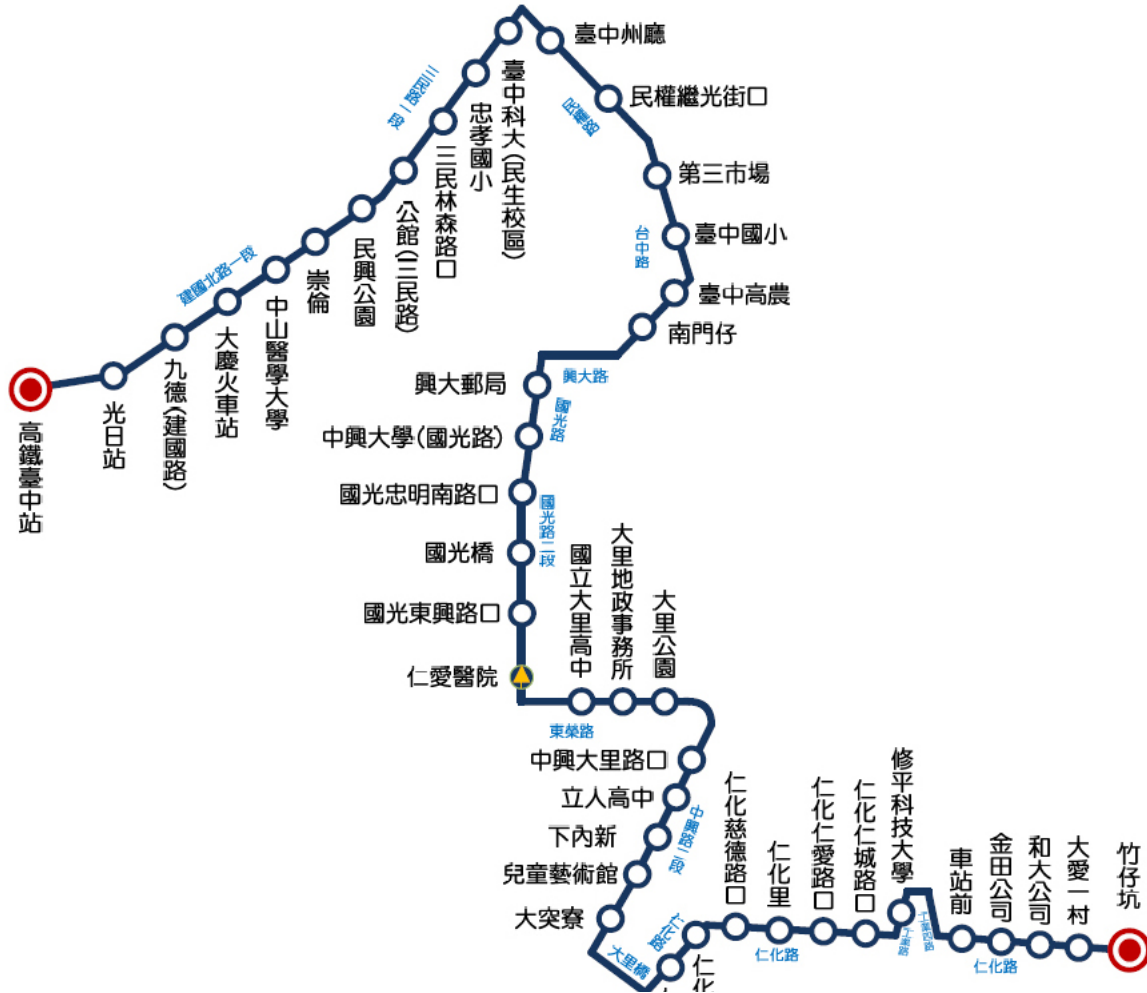 高鐵臺中站
光日站
九德(建國路)
大慶火車站
建國北路一段
中山醫學大學
崇倫
民興公園
公館(三民路)
三民路一段
三民林森路口
忠孝國小
臺中科大(民生校區)
臺中州廳
民權路
民權繼光街口
第三市場
臺中國小
台中路
臺中高農
南門仔
興大路
興大郵局
國光路
中興大學(國光路)
國光忠明南路口
國光路二段
國光橋
國光東興路口
仁愛醫院
東榮路
國立大里高中
大里地政事務所
大里公園
中興大里路口
立人高中
中興路二段
下內新
兒童藝術館
大突寮
大里橋
仁化路
仁化
仁化慈德路口
仁化里
仁化路
仁化仁愛路口
仁化仁城路口
修平科技大學
工業路
車站前
金田公司
仁化路
和大公司
大愛一村
竹仔坑